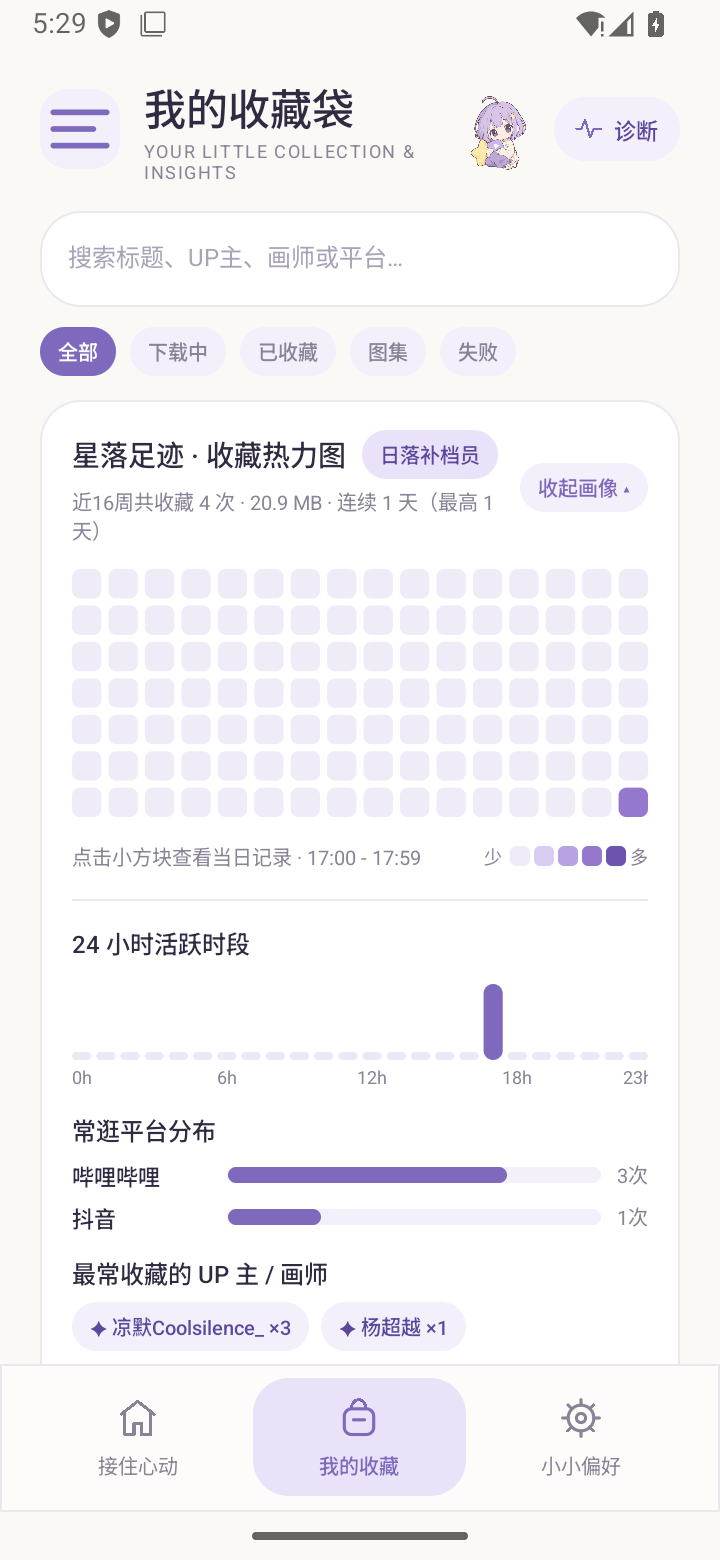 5:29
我的收藏袋
YOUR LITTLE COLLECTION &
INSIGHTS
诊断
搜索标题、UP主、画师或平台…
全部
下载中
已收藏
图集
失败
星落足迹 · 收藏热力图
日落补档员
近16周共收藏 4 次 · 20.9 MB · 连续 1 天（最高 1
天）
收起画像
点击小方块查看当日记录 · 17:00 - 17:59
少
多
24 小时活跃时段
0h
6h
12h
18h
23h
常逛平台分布
哔哩哔哩
3次
抖音
1次
最常收藏的 UP 主 / 画师
凉默Coolsilence_ ×3
杨超越 ×1
接住心动
我的收藏
小小偏好